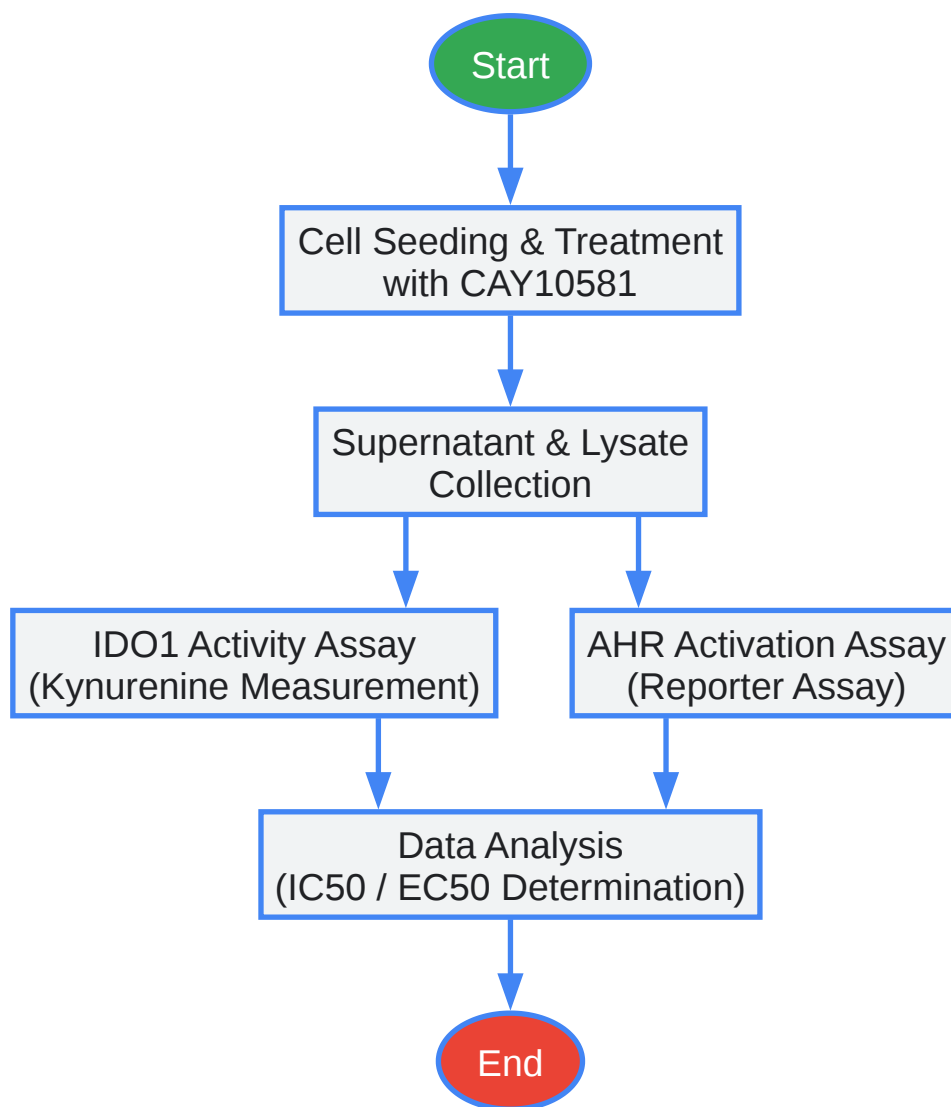 Start
Cell Seeding & Treatment
with CAY10581
Supernatant & Lysate
Collection
IDO1 Activity Assay
(Kynurenine Measurement)
AHR Activation Assay
(Reporter Assay)
Data Analysis
(IC50 / EC50 Determination)
End